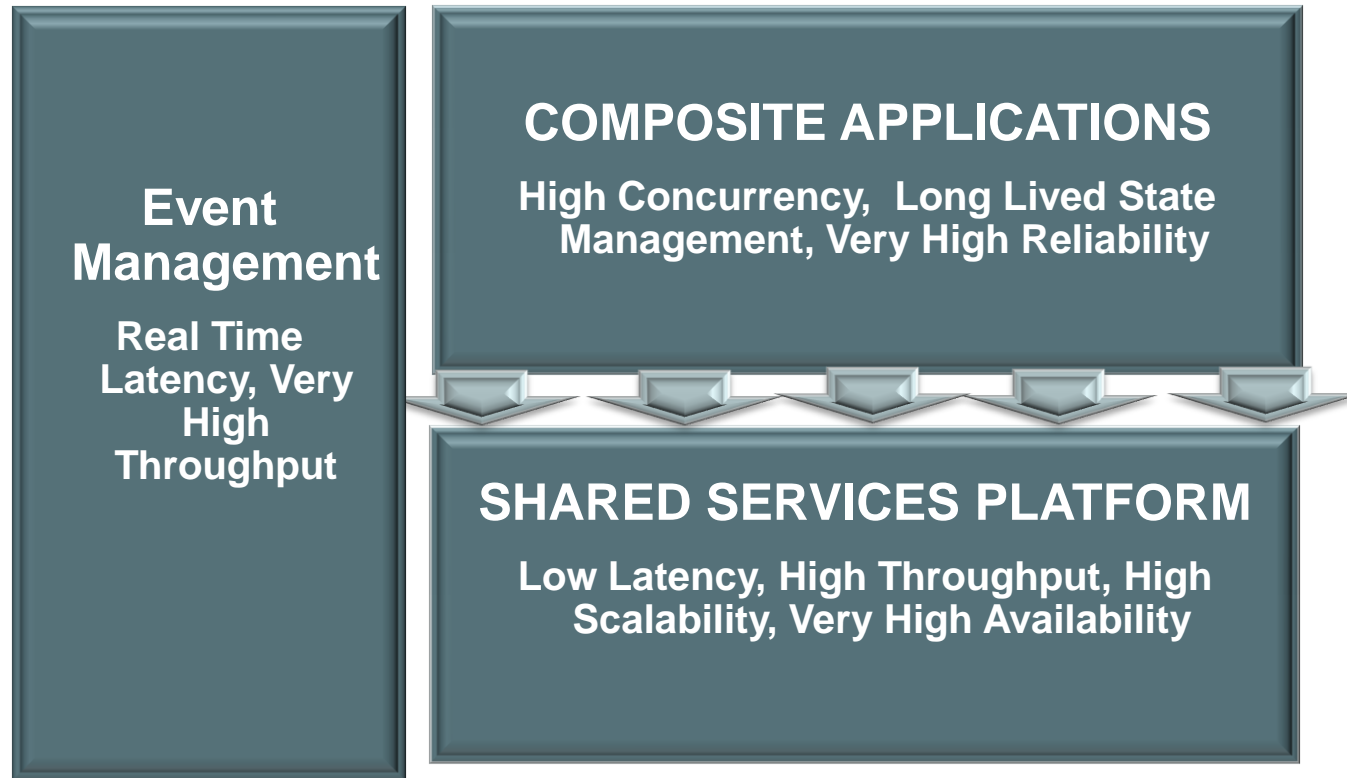 Event
Management
Real Time
Latency, Very
High
Throughput
COMPOSITE APPLICATIONS
High Concurrency,  Long Lived State
Management, Very High Reliability
SHARED SERVICES PLATFORM
Low Latency, High Throughput, High
Scalability, Very High Availability